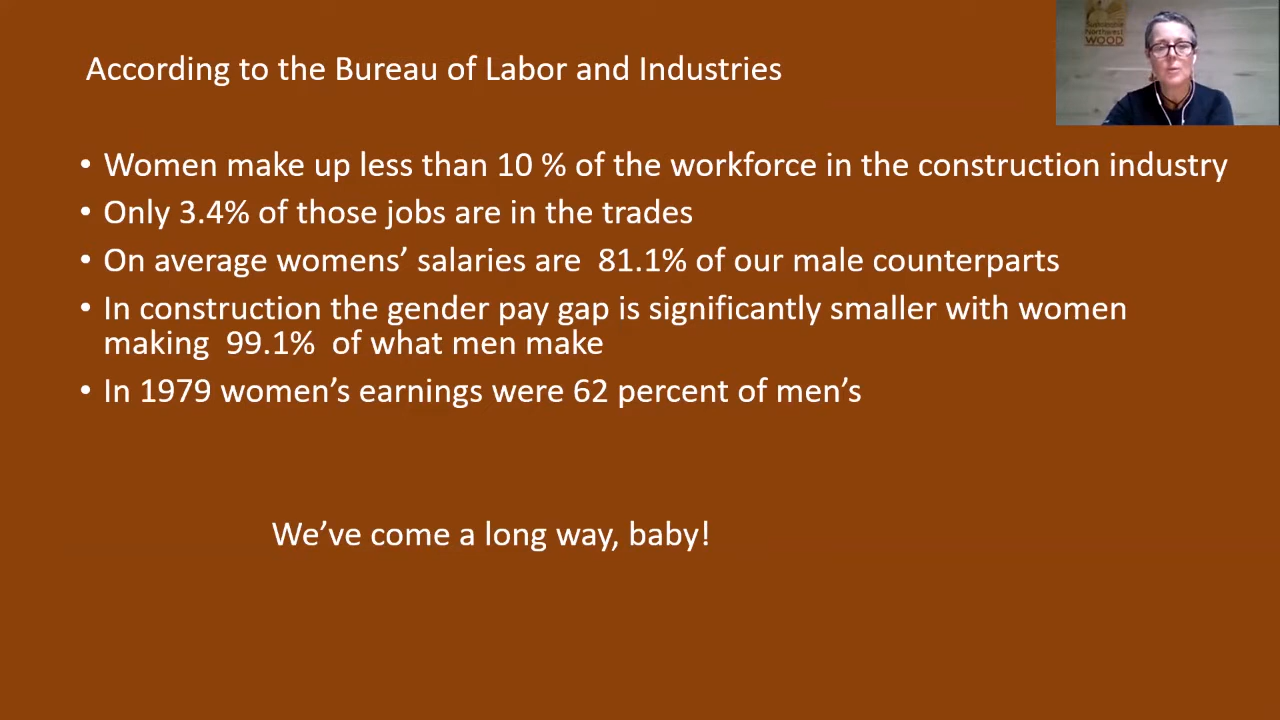 According to the Bureau of Labor and Industries
Sustainable
Northwest
WOOD
• Women make up less than 10 % of the workforce in the construction industry
• Only 3.4% of those jobs are in the trades
• On average womens’ salaries are 81.1% of our male counterparts
• In construction the gender pay gap is significantly smaller with women
making 99.1% of what men make
• In 1979 women’s earnings were 62 percent of men’s
We’ve come a long way, baby!